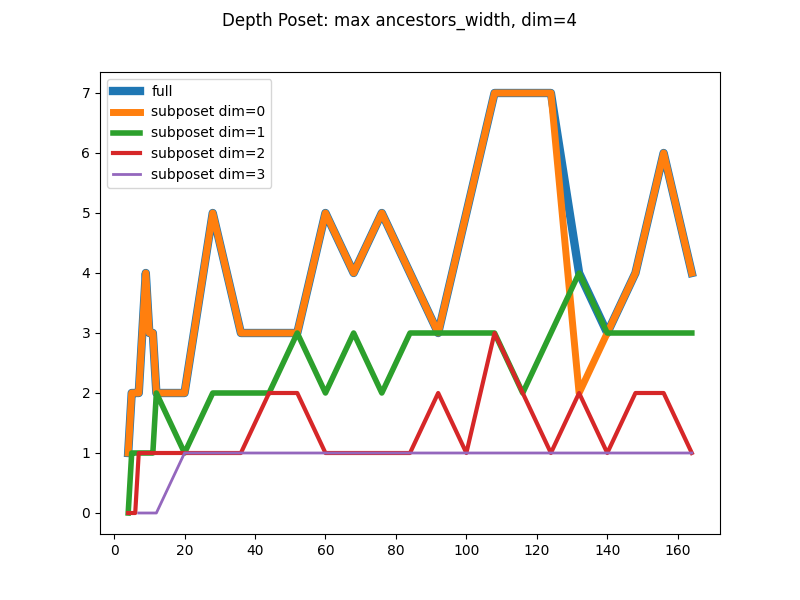 Depth Poset: max ancestors_width, dim=4
full
subposet dim=0
subposet dim=1
subposet dim=2
subposet dim=3
7
6
5
4
3
2
1
0
0 20 40 60 80 100 120 140 160